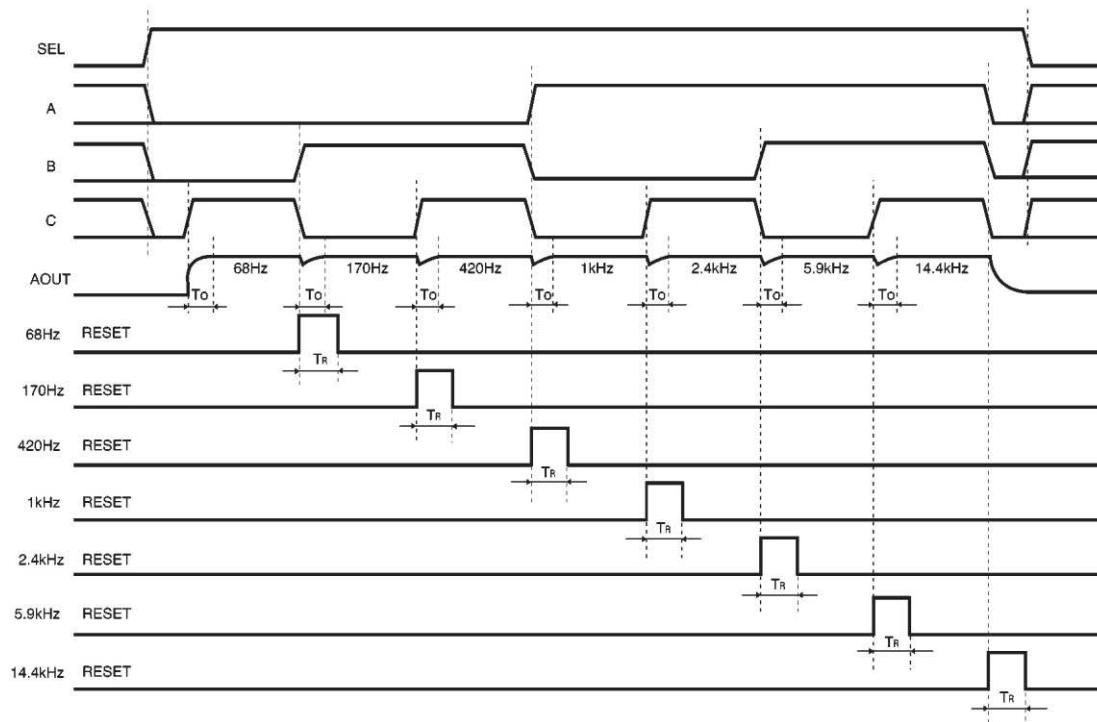 SEL
A
B
C
AOUT
68Hz 170Hz 420Hz 1kHz 2.4kHz 5.9kHz 14.4kHz
To To To To To To To
68Hz RESET
TR
170Hz RESET
TR
420Hz RESET
TR
1kHz RESET
TR
2.4kHz RESET
TR
5.9kHz RESET
TR
14.4kHz RESET
TR